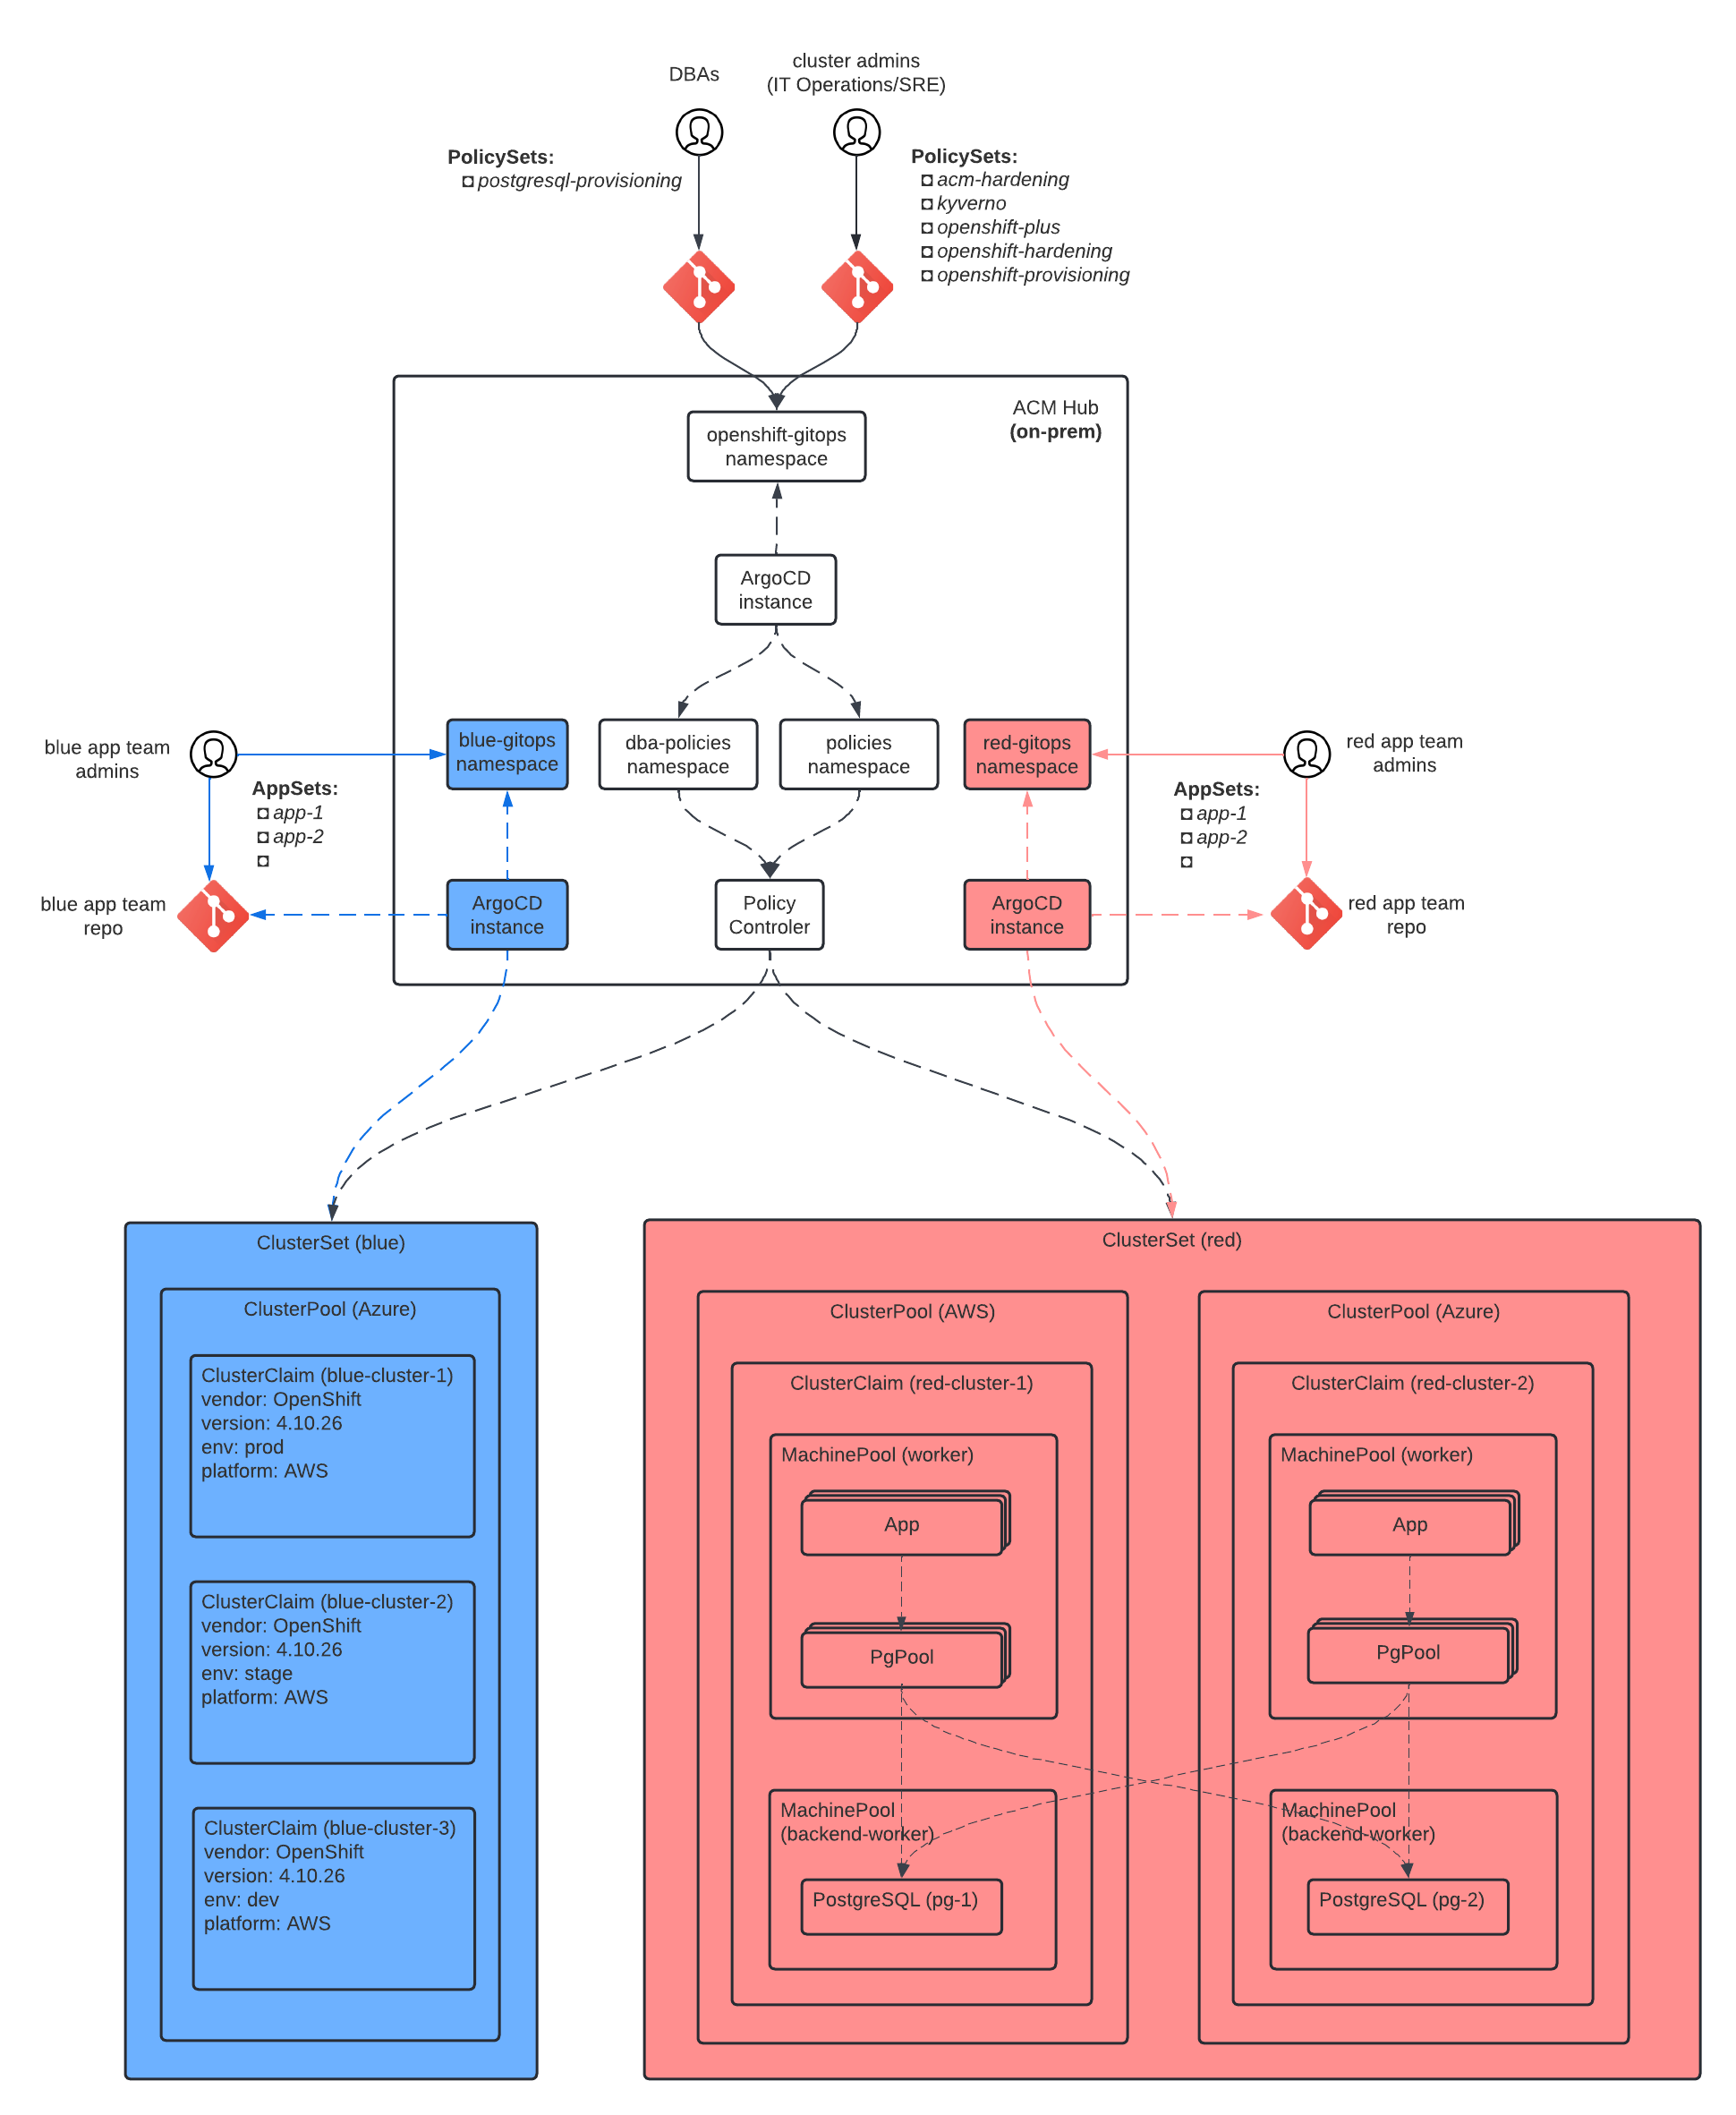 DBAs
cluster admins
(IT Operations/SRE)
PolicySets:
postgresql-provisioning
PolicySets:
acm-hardening
kyverno
openshift-plus
openshift-hardening
openshift-provisioning
ACM Hub
(on-prem)
openshift-gitops
namespace
ArgoCD
instance
blue app team
admins
AppSets:
app-1
app-2
blue app team
repo
blue-gitops
namespace
dba-policies
namespace
policies
namespace
red-gitops
namespace
red app team
admins
AppSets:
app-1
app-2
red app team
repo
ArgoCD
instance
Policy
Controler
ArgoCD
instance
ClusterSet (blue)
ClusterPool (Azure)
ClusterClaim (blue-cluster-1)
vendor: OpenShift
version: 4.10.26
env: prod
platform: AWS
ClusterClaim (blue-cluster-2)
vendor: OpenShift
version: 4.10.26
env: stage
platform: AWS
ClusterClaim (blue-cluster-3)
vendor: OpenShift
version: 4.10.26
env: dev
platform: AWS
ClusterSet (red)
ClusterPool (AWS)
ClusterClaim (red-cluster-1)
MachinePool (worker)
App
PgPool
MachinePool
(backend-worker)
PostgreSQL (pg-1)
ClusterPool (Azure)
ClusterClaim (red-cluster-2)
MachinePool (worker)
App
PgPool
MachinePool
(backend-worker)
PostgreSQL (pg-2)